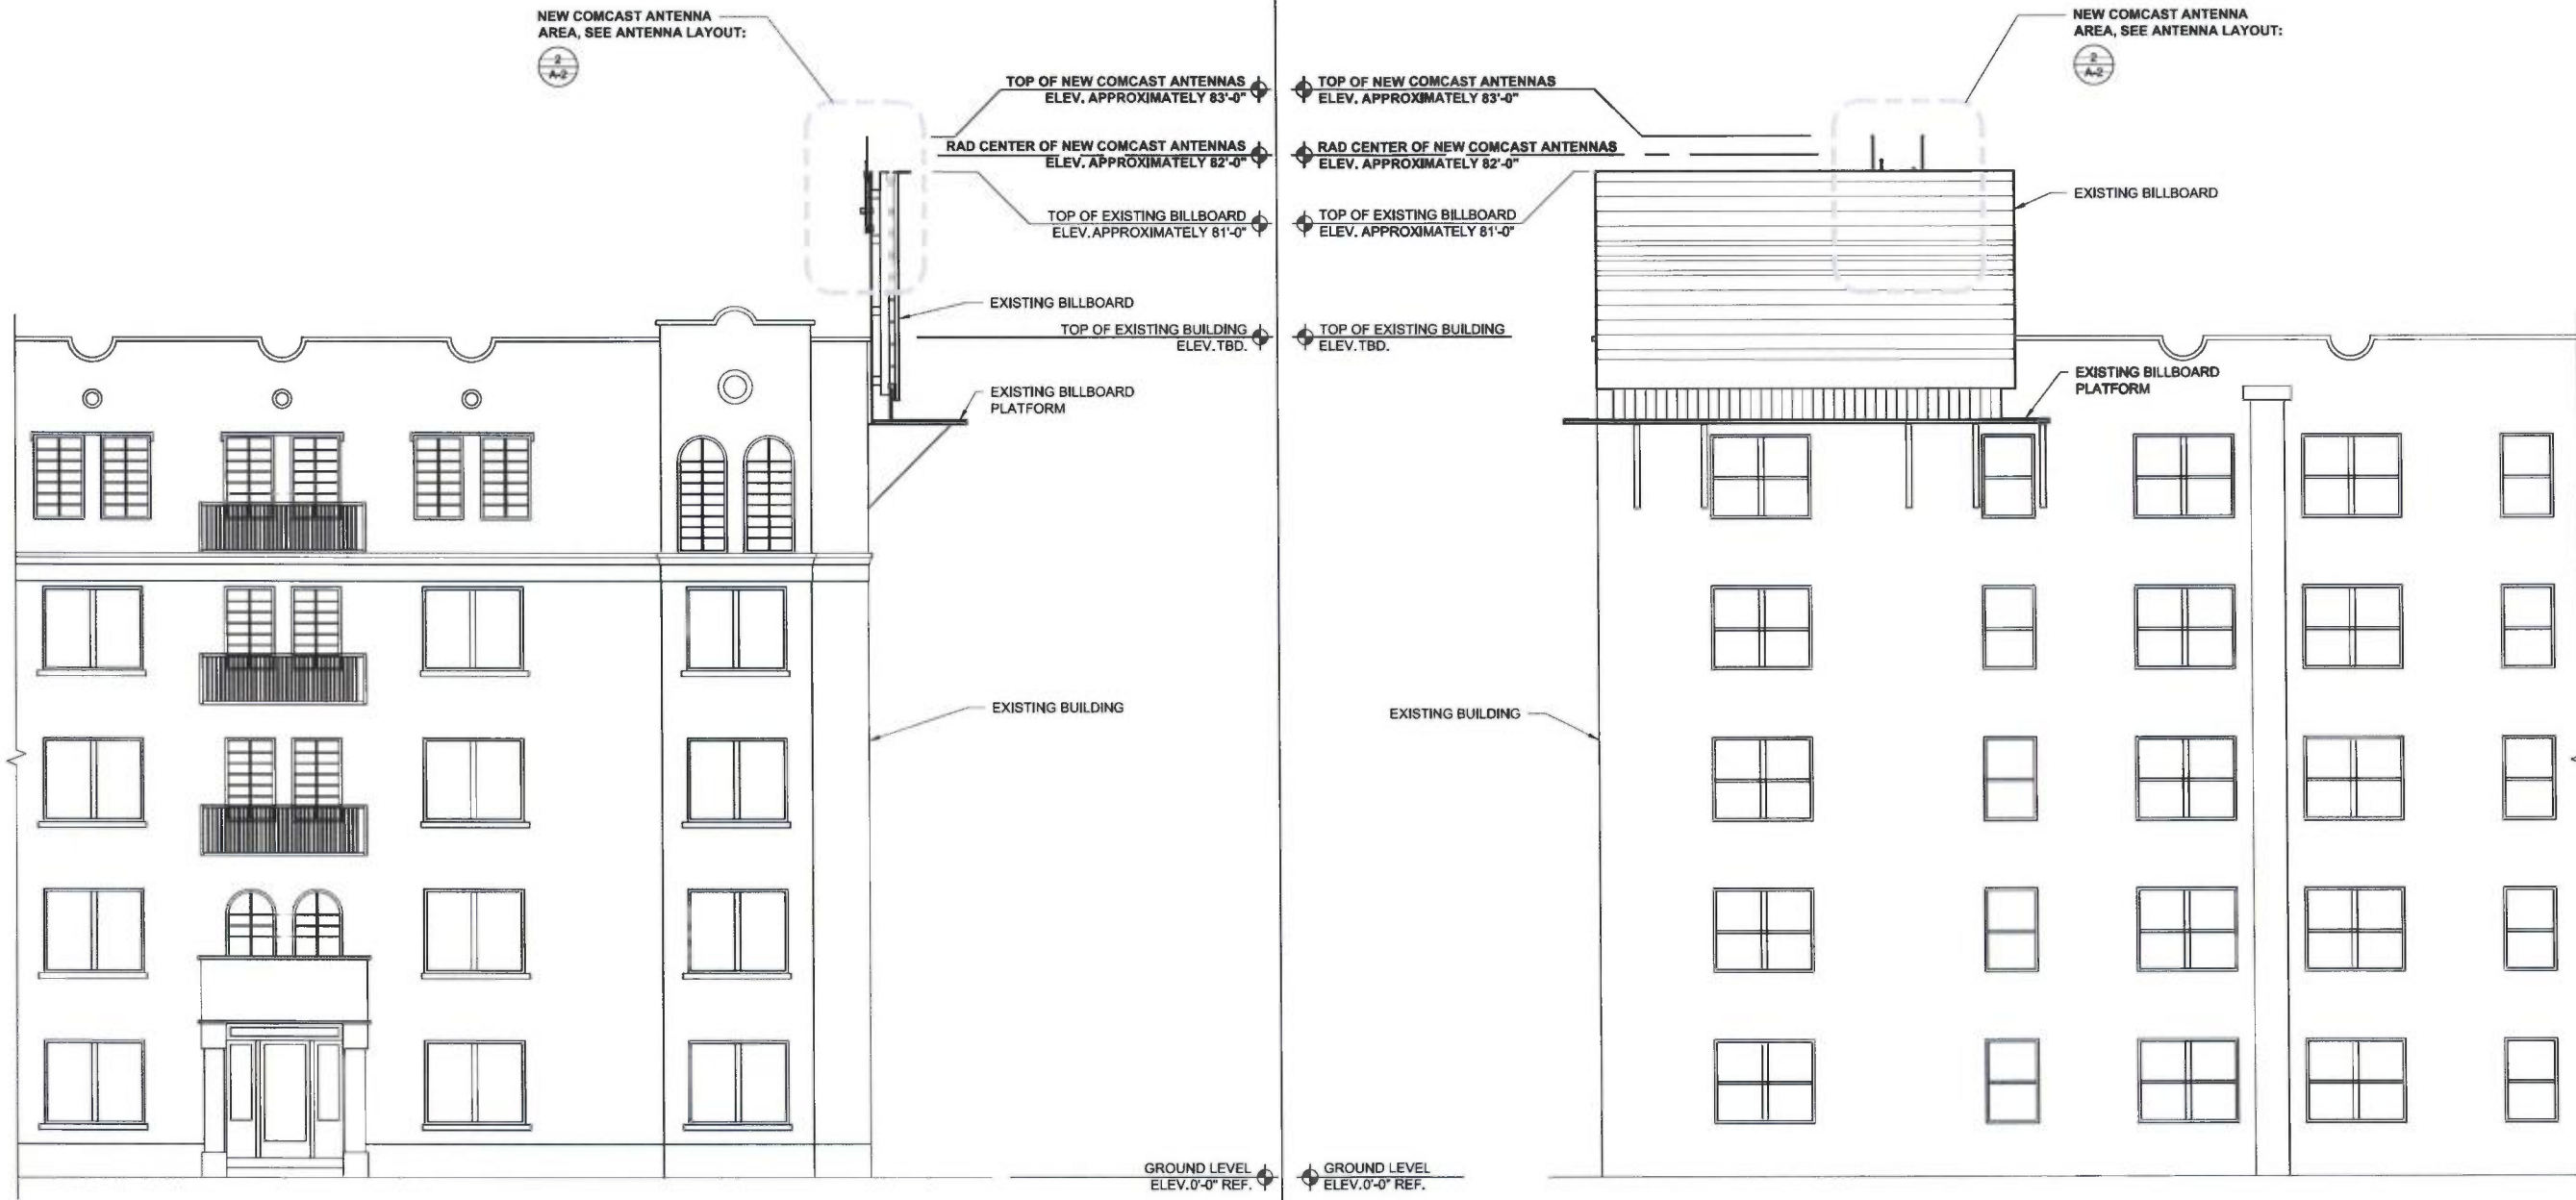 NEW COMCAST ANTENNA
AREA, SEE ANTENNA LAYOUT:
2
A-2
TOP OF NEW COMCAST ANTENNAS
ELEV. APPROXIMATELY 83'-0"
RAD CENTER OF NEW COMCAST ANTENNAS
ELEV. APPROXIMATELY 82'-0"
TOP OF EXISTING BILLBOARD
ELEV. APPROXIMATELY 81'-0"
EXISTING BILLBOARD
TOP OF EXISTING BUILDING
ELEV.TBD.
EXISTING BILLBOARD
PLATFORM
EXISTING BUILDING
GROUND LEVEL
ELEV.0'-0" REF.
NEW COMCAST ANTENNA
AREA, SEE ANTENNA LAYOUT:
2
A-2
TOP OF NEW COMCAST ANTENNAS
ELEV. APPROXIMATELY 83'-0"
RAD CENTER OF NEW COMCAST ANTENNAS
ELEV. APPROXIMATELY 82'-0"
EXISTING BILLBOARD
TOP OF EXISTING BILLBOARD
ELEV. APPROXIMATELY 81'-0"
TOP OF EXISTING BUILDING
ELEV.TBD.
EXISTING BILLBOARD
PLATFORM
EXISTING BUILDING
GROUND LEVEL
ELEV.0'-0" REF.